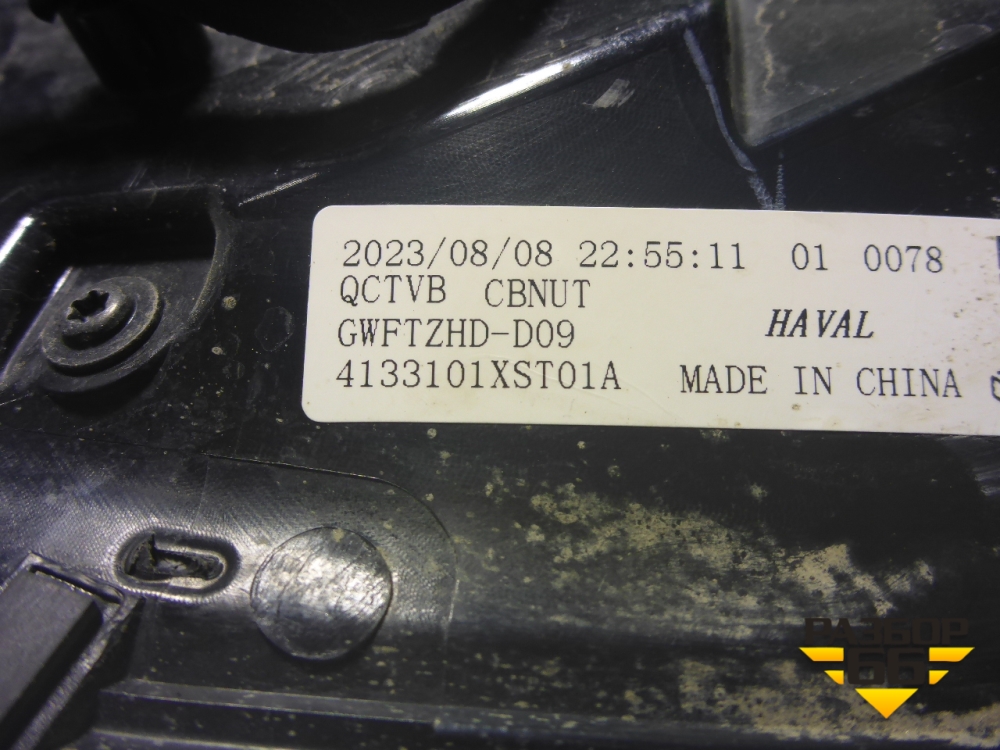 2023/08/08 22:55:11 01 0078
QCTVB CBNUT
GWFTZHD-D09
HAVAL
4133101XST01A MADE IN CHINA
РАЗБОР
66